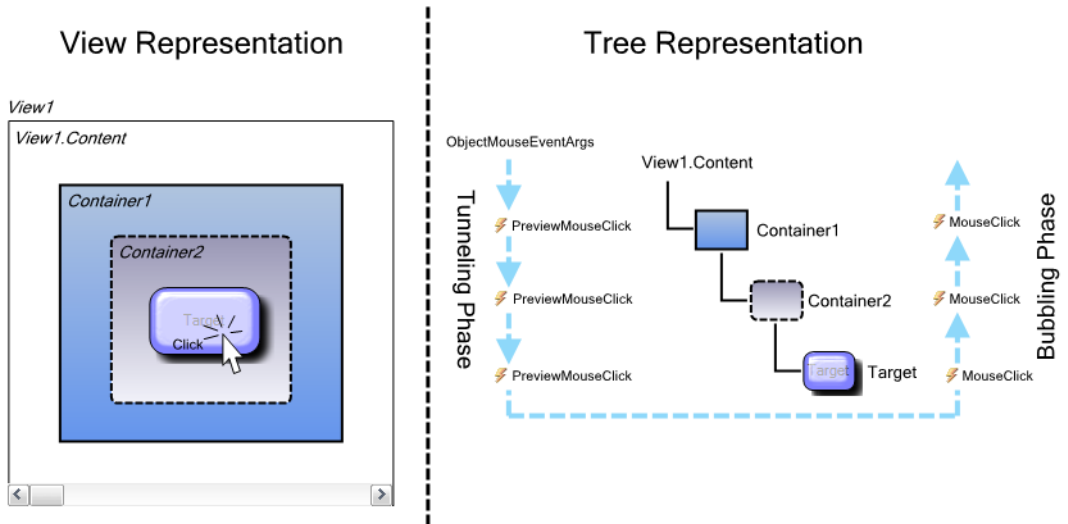 View Representation
Tree Representation
View1
View1.Content
Container1
Container2
Target
Click
ObjectMouseEventArgs
Tunneling Phase
PreviewMouseClick
PreviewMouseClick
PreviewMouseClick
View1.Content
Container1
Container2
Target
Target
MouseClick
MouseClick
MouseClick
Bubbling Phase